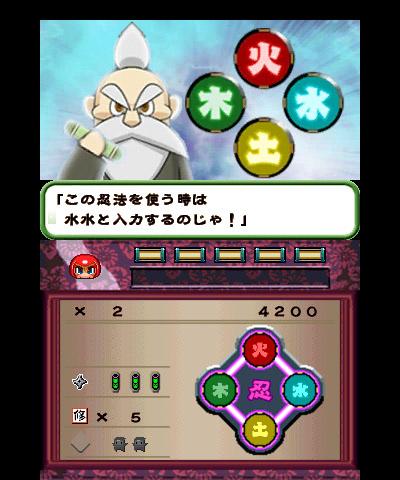 火
木 水
土
「この忍法を使う時は
水水と入力するのじゃ！」
× 2 4200
火
木 忍 水
土
修 × 5